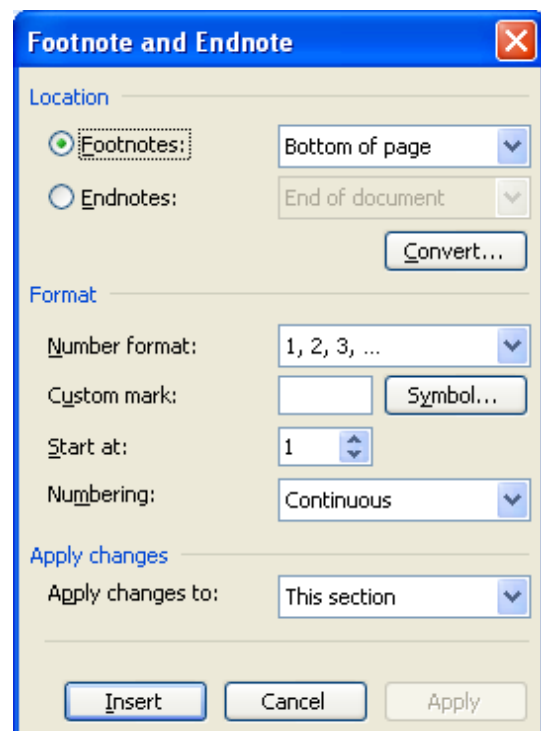 Footnote and Endnote
Location
Footnotes: Bottom of page
Endnotes: End of document
Convert...
Format
Number format: 1, 2, 3, ...
Custom mark: Symbol...
Start at: 1
Numbering: Continuous
Apply changes
Apply changes to: This section
Insert Cancel Apply